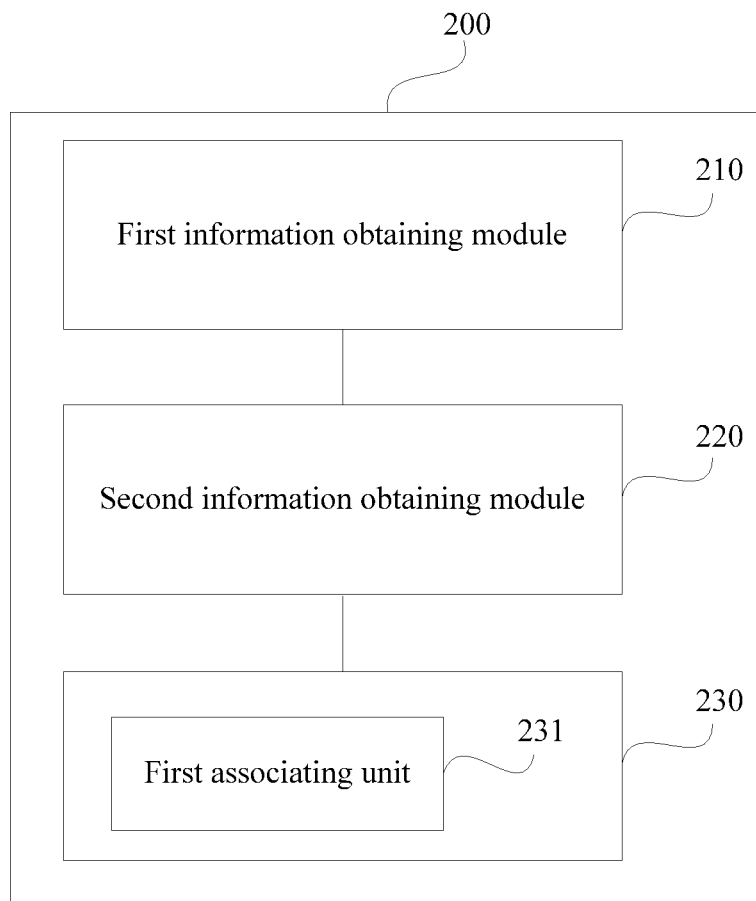 200
210
First information obtaining module
220
Second information obtaining module
230
231
First associating unit